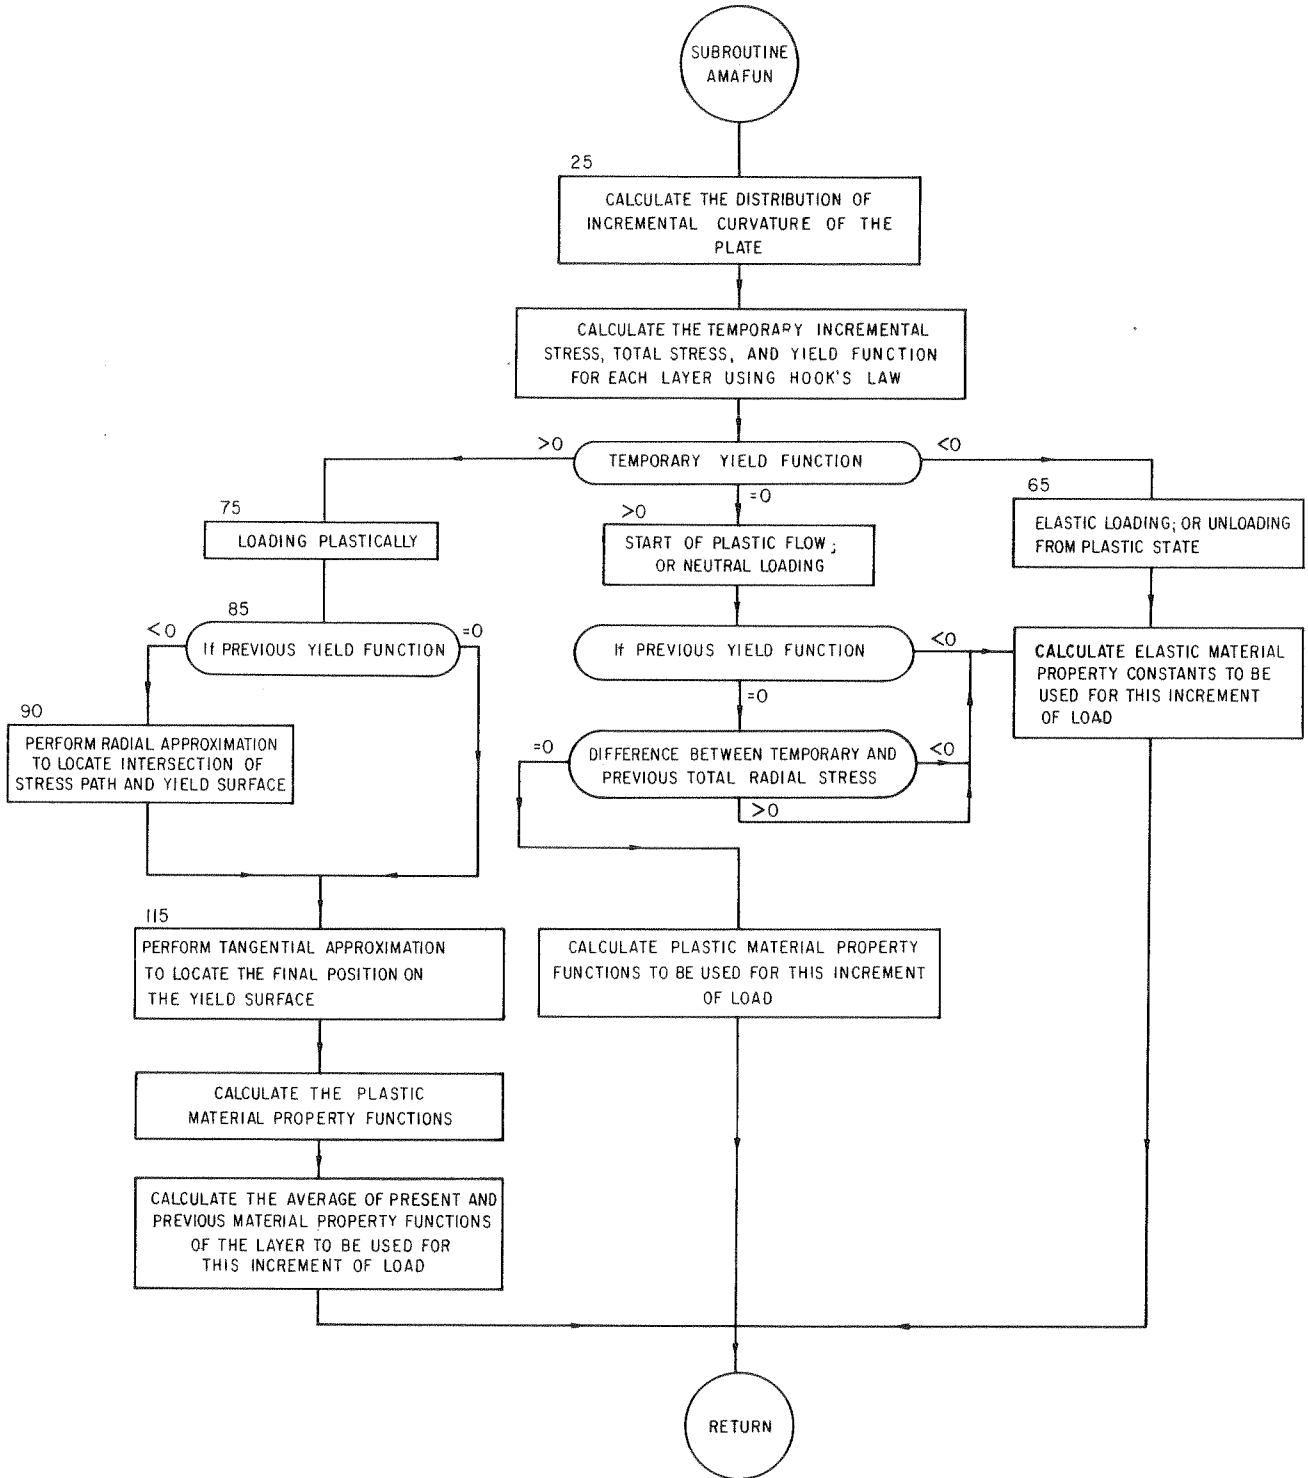 SUBROUTINE
AMAFUN
25
CALCULATE THE DISTRIBUTION OF
INCREMENTAL CURVATURE OF THE
PLATE
CALCULATE THE TEMPORARY INCREMENTAL
STRESS, TOTAL STRESS, AND YIELD FUNCTION
FOR EACH LAYER USING HOOK'S LAW
>0
TEMPORARY YIELD FUNCTION
<0
=0
75
LOADING PLASTICALLY
>0
START OF PLASTIC FLOW;
OR NEUTRAL LOADING
65
ELASTIC LOADING; OR UNLOADING
FROM PLASTIC STATE
85
<0
If PREVIOUS YIELD FUNCTION
=0
If PREVIOUS YIELD FUNCTION
<0
=0
CALCULATE ELASTIC MATERIAL
PROPERTY CONSTANTS TO BE
USED FOR THIS INCREMENT
OF LOAD
90
PERFORM RADIAL APPROXIMATION
TO LOCATE INTERSECTION OF
STRESS PATH AND YIELD SURFACE
=0
DIFFERENCE BETWEEN TEMPORARY AND
PREVIOUS TOTAL RADIAL STRESS
<0
>0
115
PERFORM TANGENTIAL APPROXIMATION
TO LOCATE THE FINAL POSITION ON
THE YIELD SURFACE
CALCULATE PLASTIC MATERIAL PROPERTY
FUNCTIONS TO BE USED FOR THIS INCREMENT
OF LOAD
CALCULATE THE PLASTIC
MATERIAL PROPERTY FUNCTIONS
CALCULATE THE AVERAGE OF PRESENT AND
PREVIOUS MATERIAL PROPERTY FUNCTIONS
OF THE LAYER TO BE USED FOR
THIS INCREMENT OF LOAD
RETURN